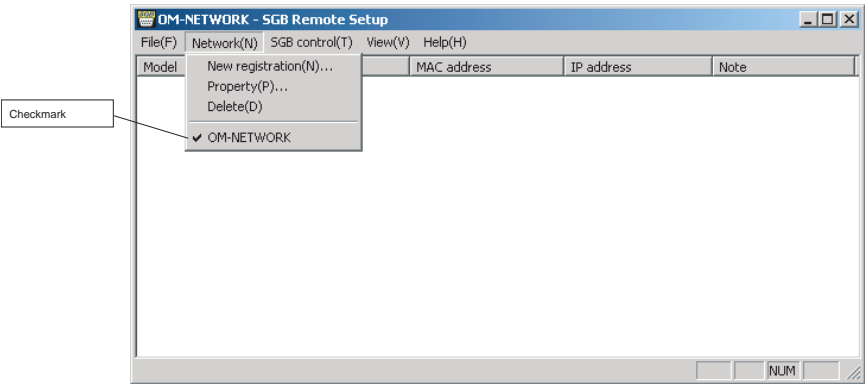 OM-NETWORK - SGB Remote Setup
File(F) Network(N) SGB control(T) View(V) Help(H)
Model MAC address IP address Note
New registration(N)...
Property(P)...
Delete(D)
Checkmark
✔ OM-NETWORK
NUM